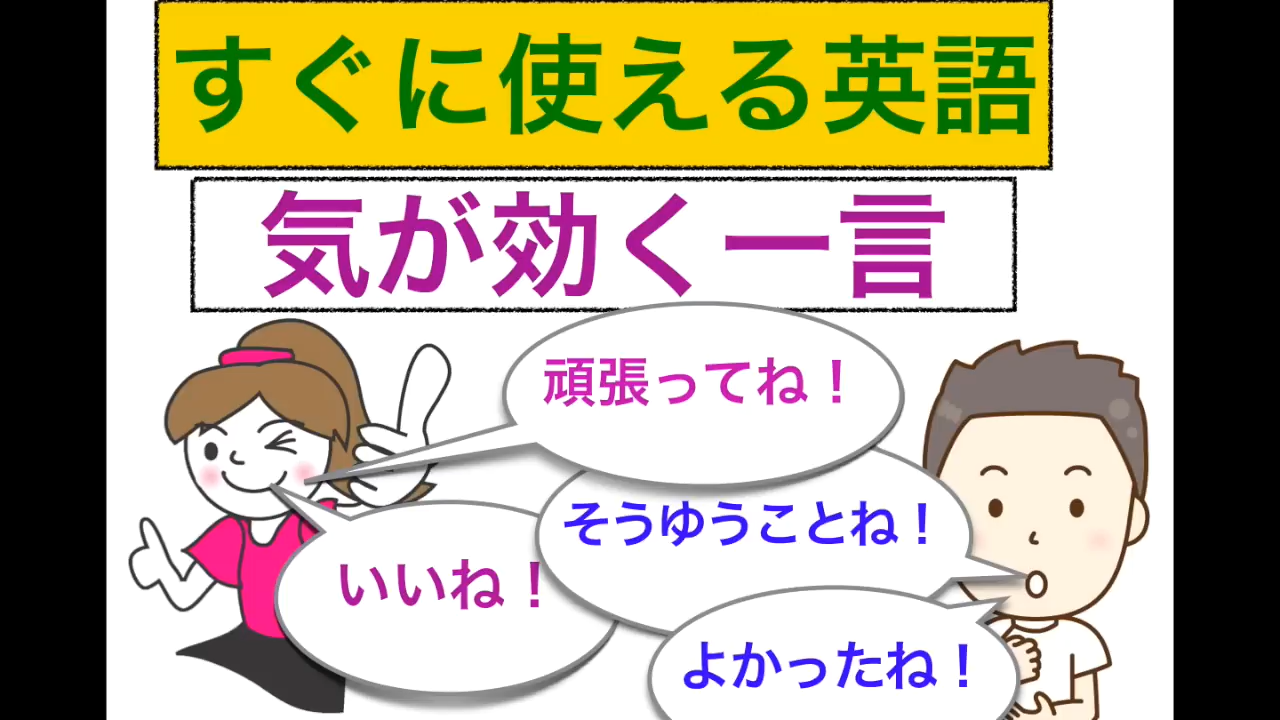 すぐに使える英語
気が効く一言
頑張ってね！
そうゆうことね！
いいね！
よかったね！